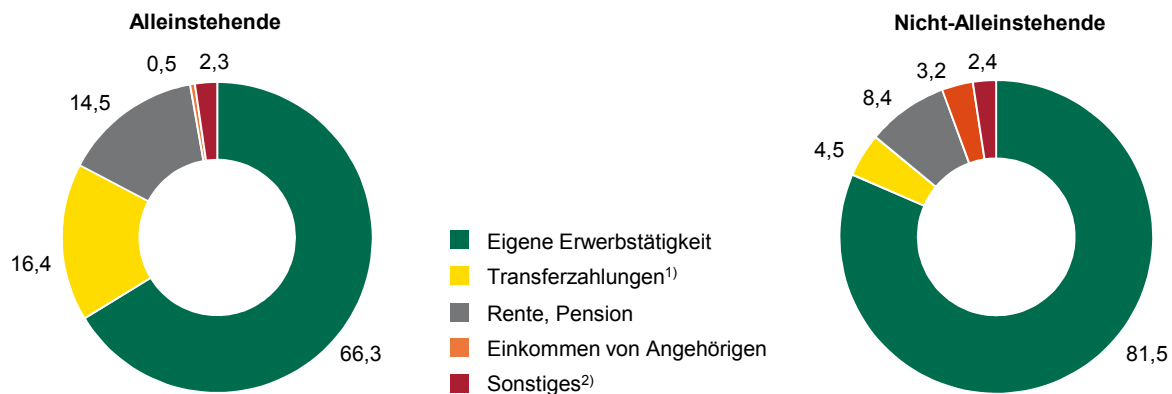 Alleinstehende
0,5
2,3
14,5
16,4
66,3
Eigene Erwerbstätigkeit
Transferzahlungen1)
Rente, Pension
Einkommen von Angehörigen
Sonstiges2)
Nicht-Alleinstehende
3,2
2,4
8,4
4,5
81,5